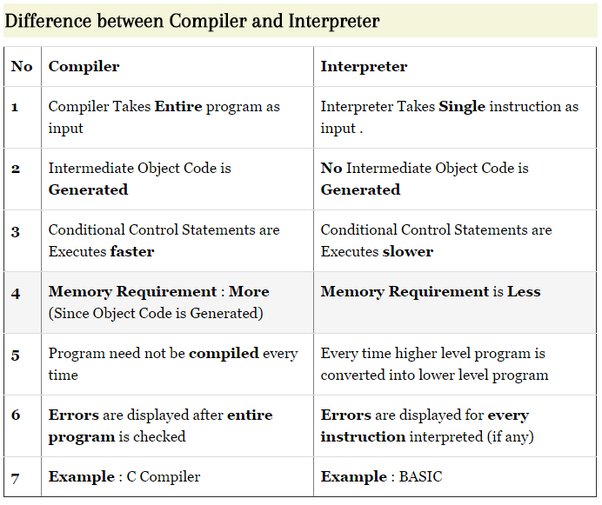 Difference between Compiler and Interpreter
No Compiler Interpreter
1 Compiler Takes Entire program as Interpreter Takes Single instruction as
input input .
2 Intermediate Object Code is No Intermediate Object Code is
Generated Generated
3 Conditional Control Statements are Conditional Control Statements are
Executes faster Executes slower
4 Memory Requirement : More Memory Requirement is Less
(Since Object Code is Generated)
5 Program need not be compiled every Every time higher level program is
time converted into lower level program
6 Errors are displayed after entire Errors are displayed for every
program is checked instruction interpreted (if any)
7 Example : C Compiler Example : BASIC